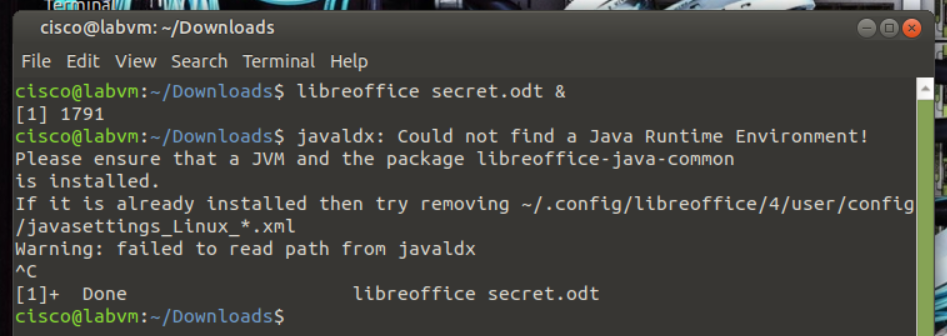 Terminal
cisco@labvm: ~/Downloads
File Edit View Search Terminal Help
cisco@labvm:~/Downloads$ libreoffice secret.odt &
[1] 1791
cisco@labvm:~/Downloads$ javaldx: Could not find a Java Runtime Environment!
Please ensure that a JVM and the package libreoffice-java-common
is installed.
If it is already installed then try removing ~/.config/libreoffice/4/user/config
/javasettings_Linux_*.xml
Warning: failed to read path from javaldx
^C
[1]+  Done                    libreoffice secret.odt
cisco@labvm:~/Downloads$